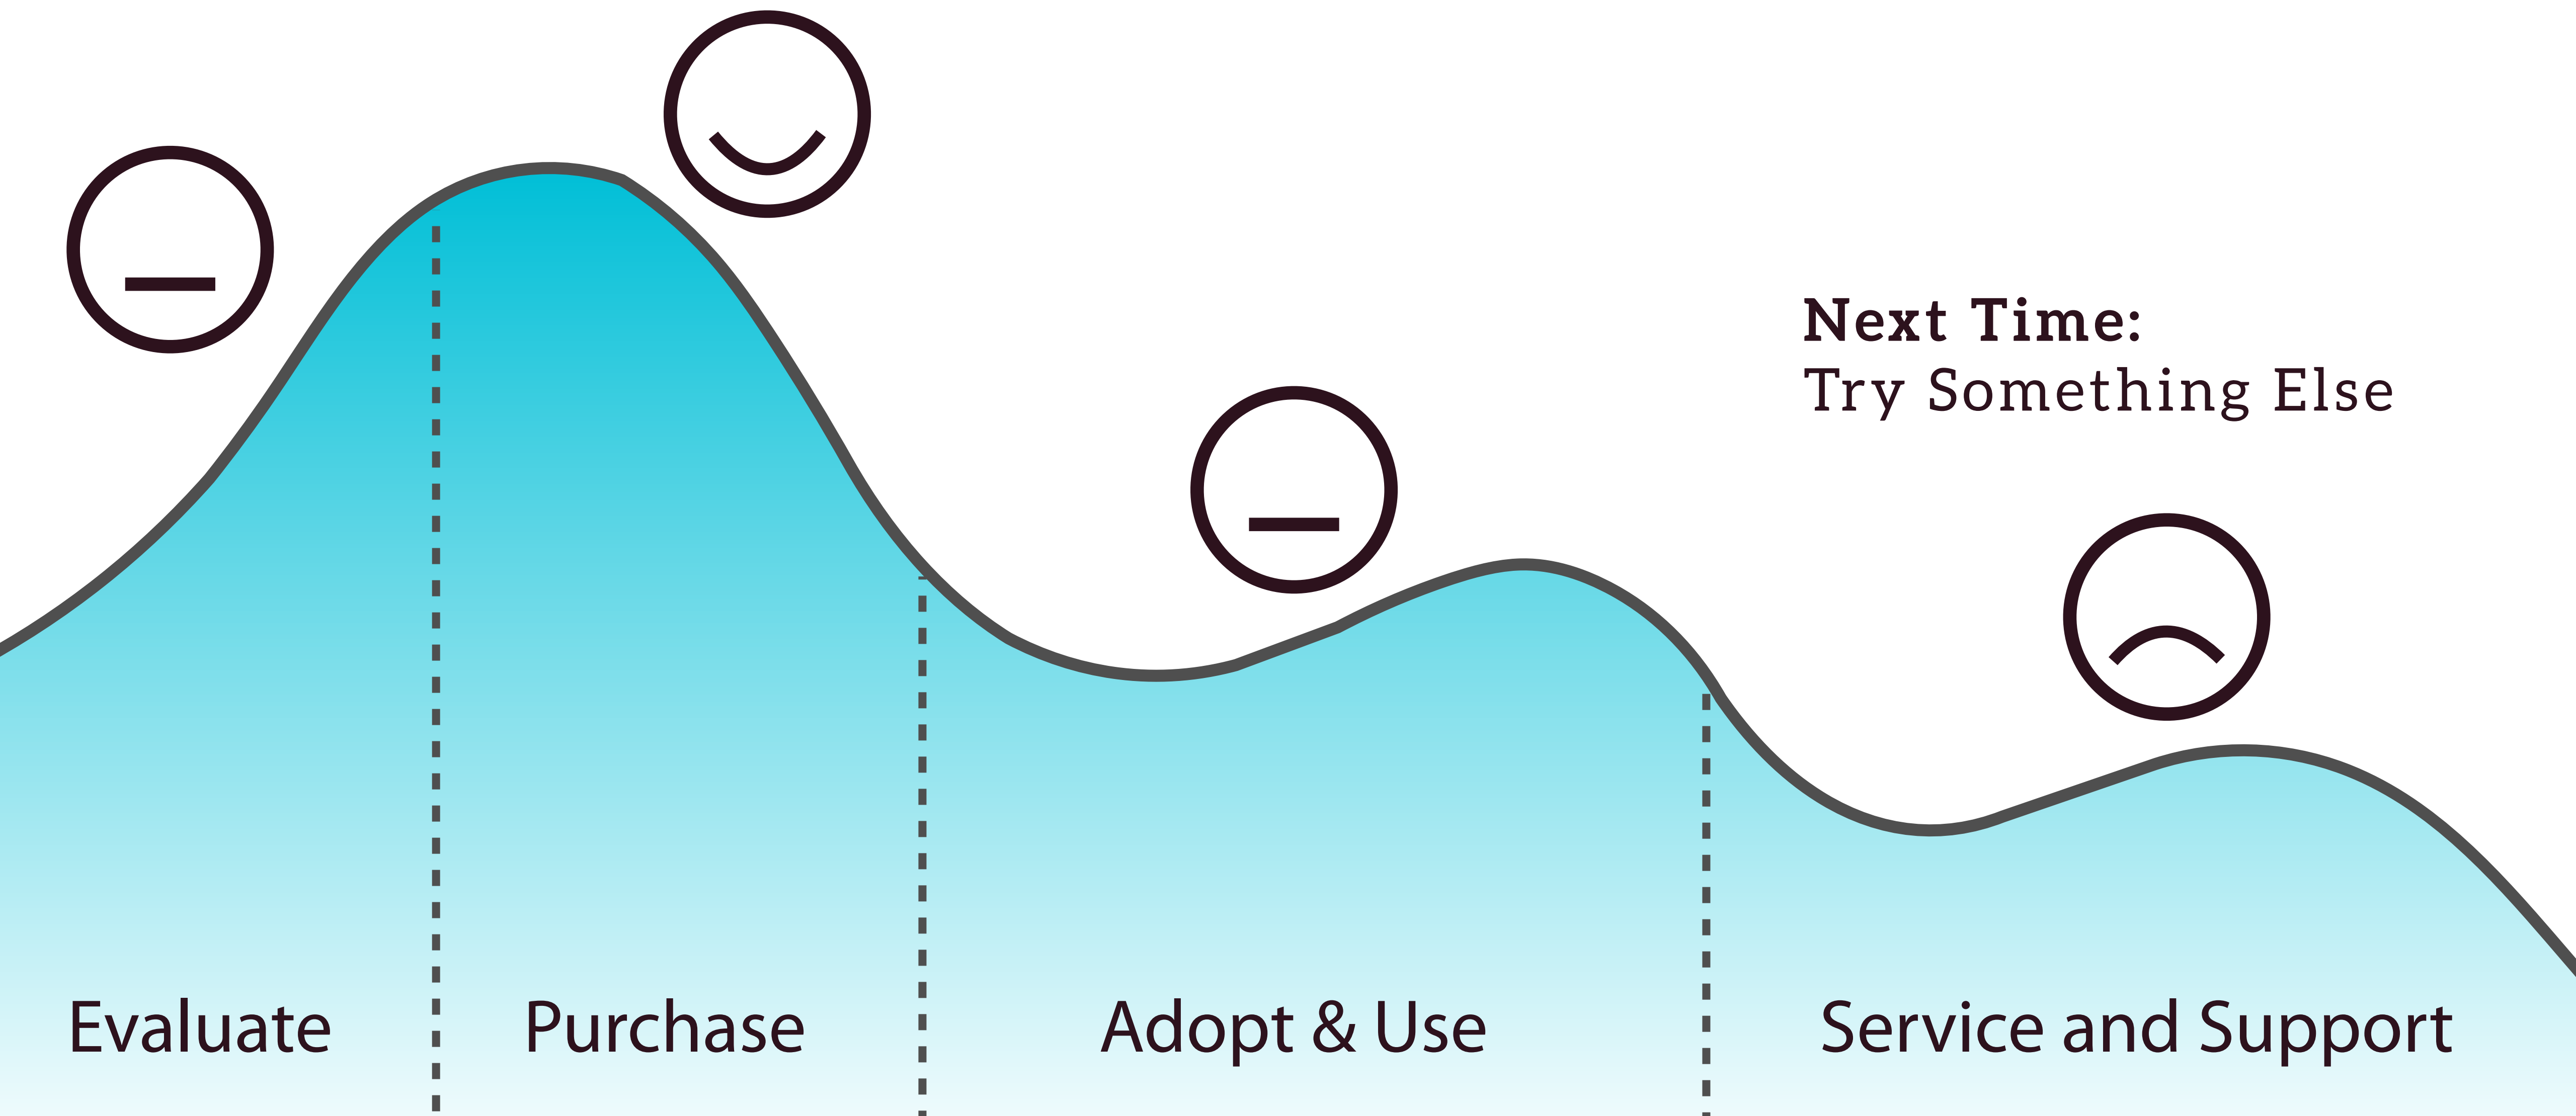 Next Time:
Try Something Else
Evaluate
Purchase
Adopt & Use
Service and Support